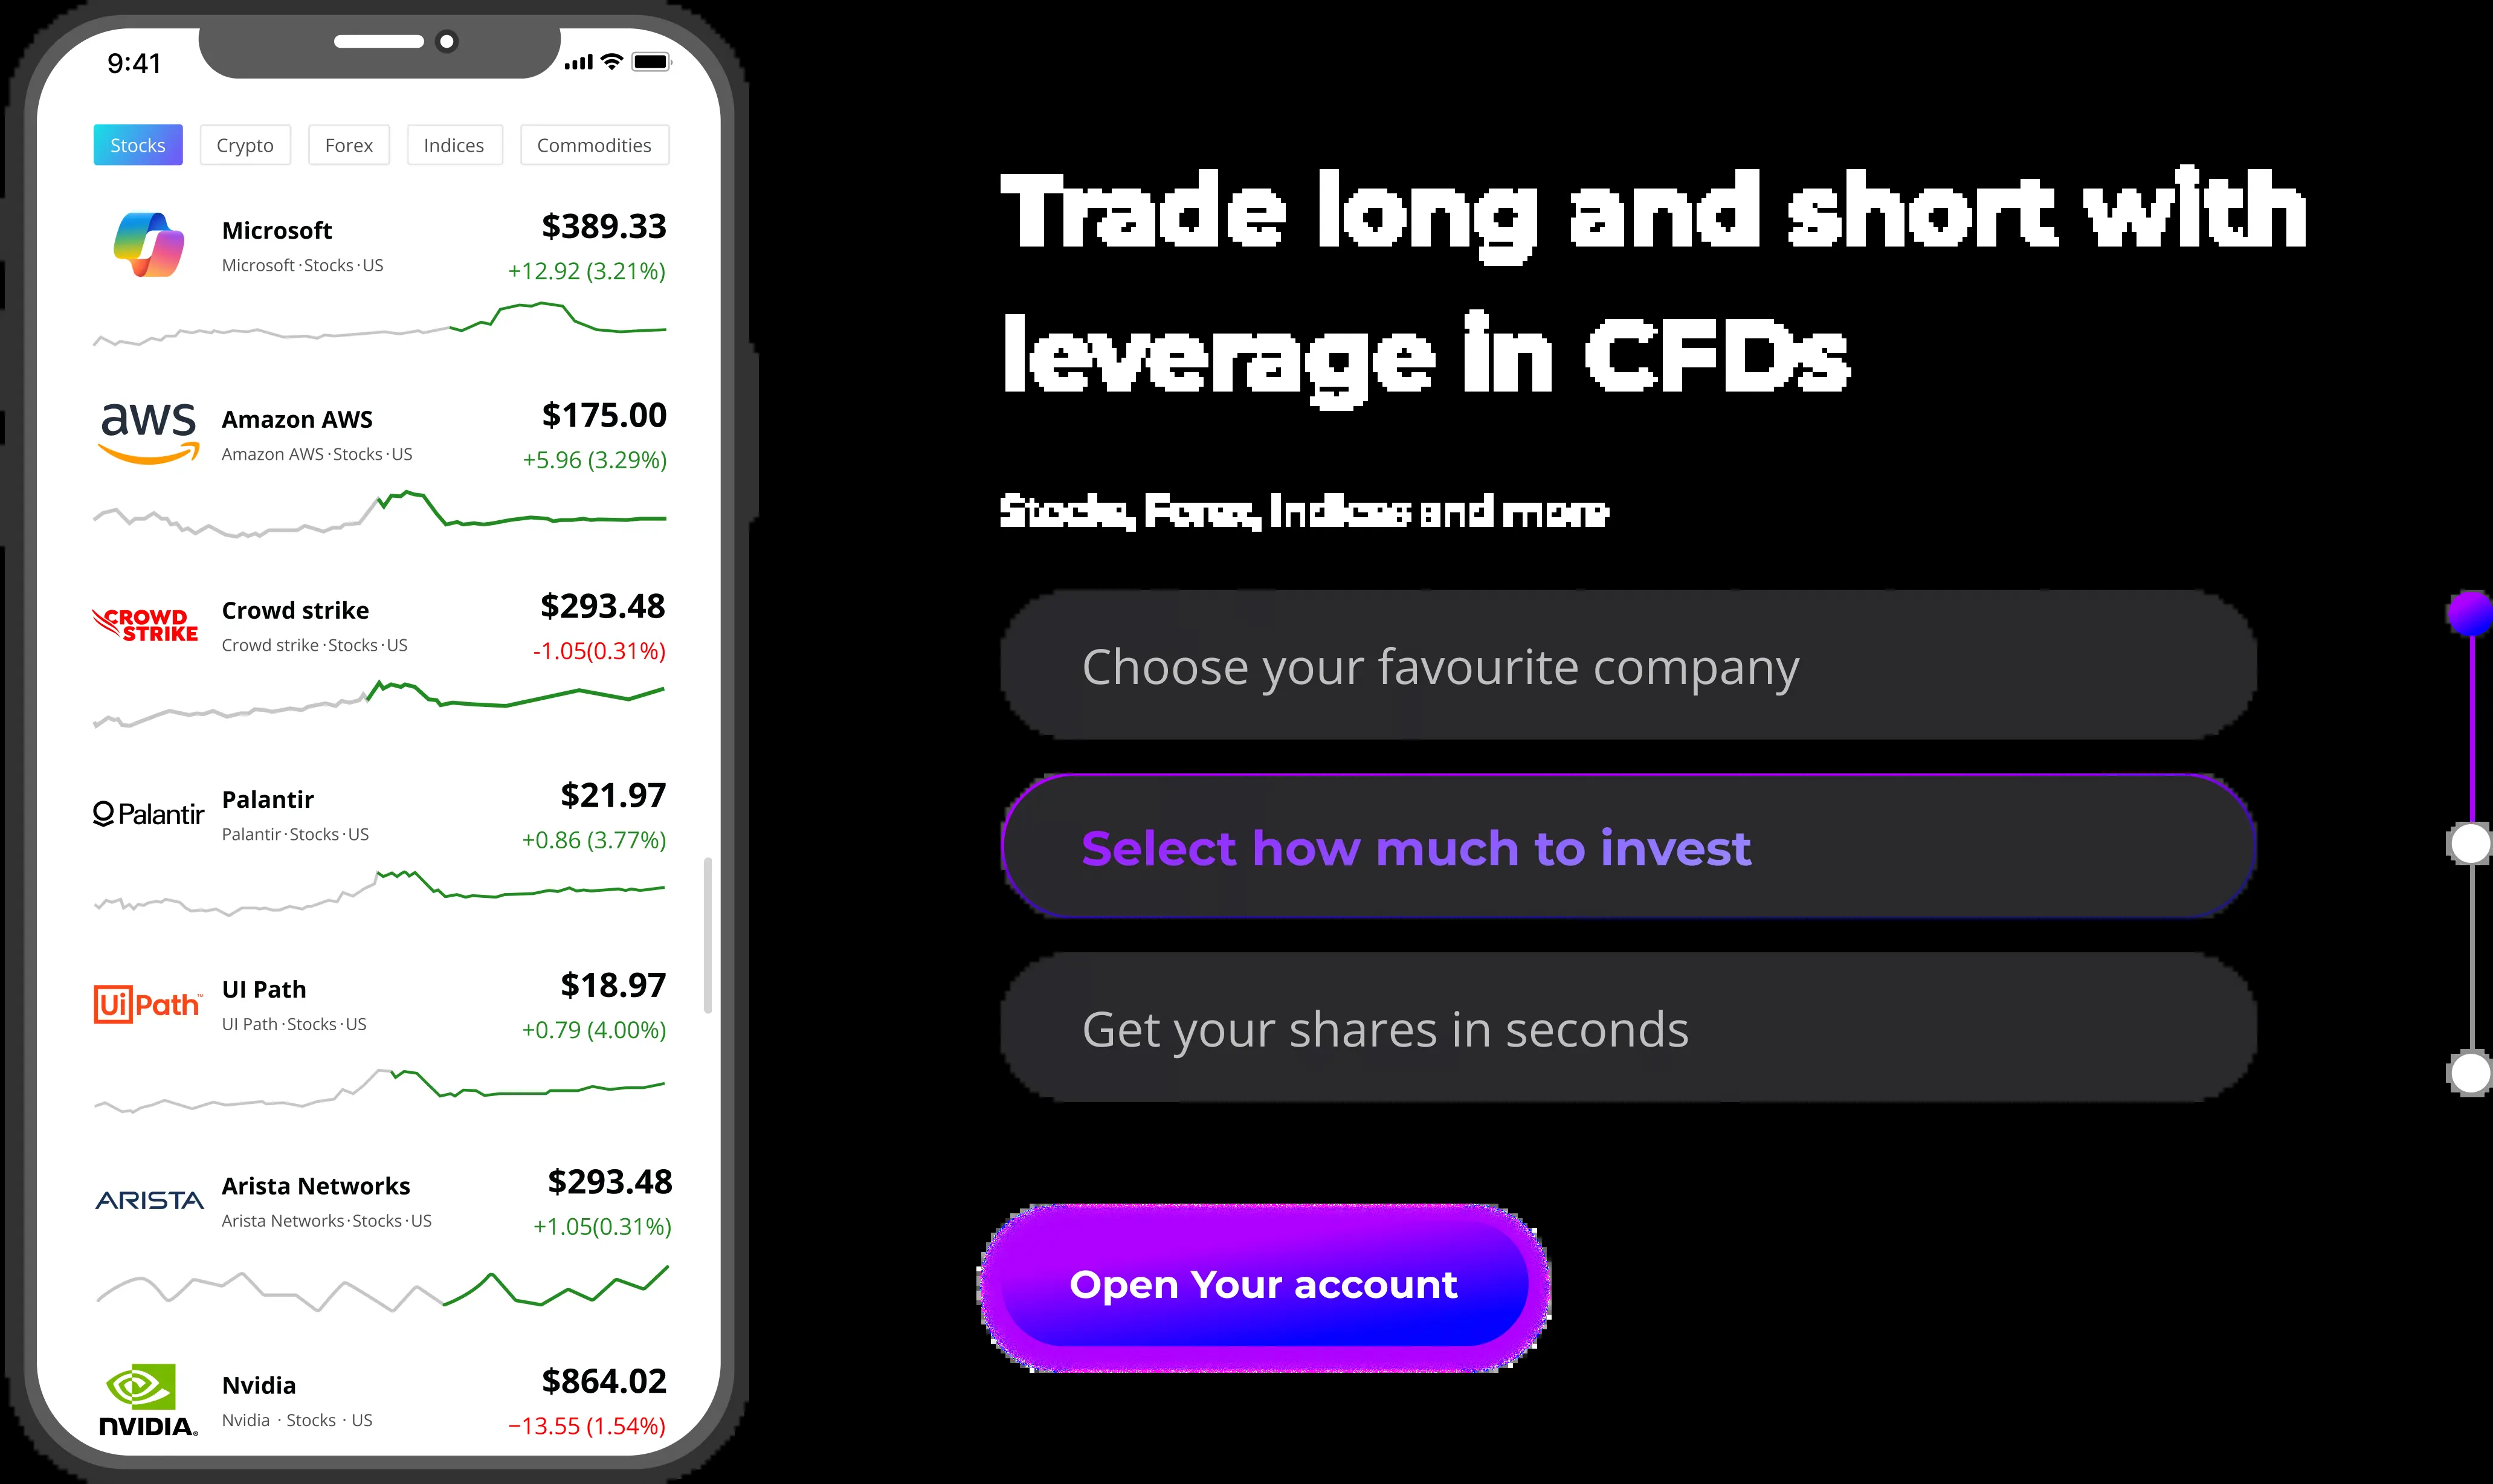 9:41
Stocks
Crypto
Forex
Indices
Commodities
Microsoft
$389.33
Microsoft·Stocks·US
+12.92 (3.21%)
aws
Amazon AWS
$175.00
Amazon AWS·Stocks·US
+5.96 (3.29%)
CROWD
STRIKE
Crowd strike
$293.48
Crowd strike·Stocks·US
-1.05(0.31%)
Palantir
Palantir
$21.97
Palantir·Stocks·US
+0.86 (3.77%)
Ui Path™
UI Path
$18.97
UI Path·Stocks·US
+0.79 (4.00%)
ARISTA
Arista Networks
$293.48
Arista Networks·Stocks·US
+1.05(0.31%)
NVIDIA®
Nvidia
$864.02
Nvidia · Stocks · US
−13.55 (1.54%)
Trade long and short with
leverage in CFDs
Stocks, Forex, Indices and more
Choose your favourite company
Select how much to invest
Get your shares in seconds
Open Your account